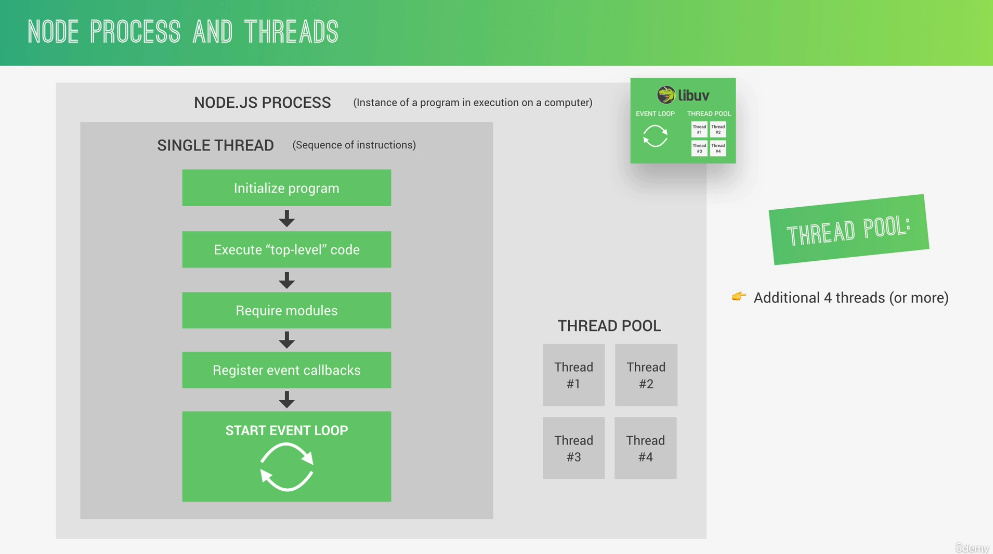 NODE PROCESS AND THREADS
NODE.JS PROCESS (Instance of a program in execution on a computer)
libuv
EVENT LOOP THREAD POOL
Thread #1
Thread #2
Thread #3
Thread #4
SINGLE THREAD (Sequence of instructions)
Initialize program
Execute “top-level” code
Require modules
Register event callbacks
START EVENT LOOP
THREAD POOL
Thread
#1
Thread
#2
Thread
#3
Thread
#4
THREAD POOL:
Additional 4 threads (or more)
ûdemy